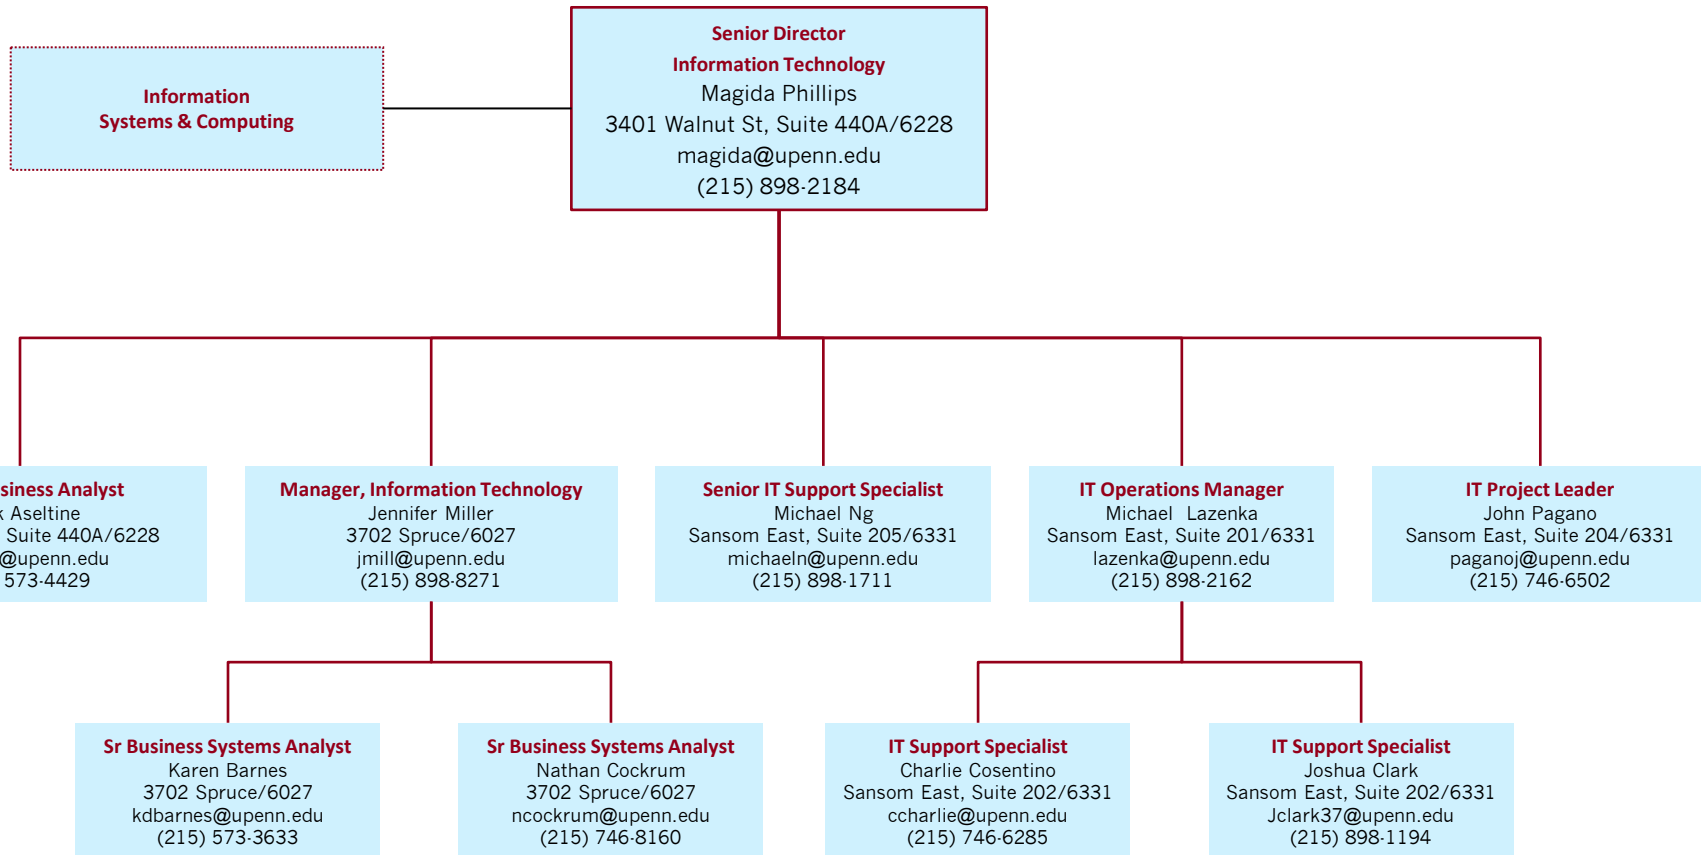 Senior Director
Information Technology
Magida Phillips
3401 Walnut St, Suite 440A/6228
magida@upenn.edu
(215) 898-2184
Information
Systems & Computing
Analyst
Aseltine
Suite 440A/6228
@upenn.edu
573-4429
Manager, Information Technology
Jennifer Miller
3702 Spruce/6027
jmill@upenn.edu
(215) 898-8271
Senior IT Support Specialist
Michael Ng
Sansom East, Suite 205/6331
michaeln@upenn.edu
(215) 898-1711
IT Operations Manager
Michael Lazenka
Sansom East, Suite 201/6331
lazenka@upenn.edu
(215) 898-2162
IT Project Leader
John Pagano
Sansom East, Suite 204/6331
paganoj@upenn.edu
(215) 746-6502
Sr Business Systems Analyst
Karen Barnes
3702 Spruce/6027
kdbarnes@upenn.edu
(215) 573-3633
Sr Business Systems Analyst
Nathan Cockrum
3702 Spruce/6027
ncockrum@upenn.edu
(215) 746-8160
IT Support Specialist
Charlie Cosentino
Sansom East, Suite 202/6331
ccharlie@upenn.edu
(215) 746-6285
IT Support Specialist
Joshua Clark
Sansom East, Suite 202/6331
Jclark37@upenn.edu
(215) 898-1194